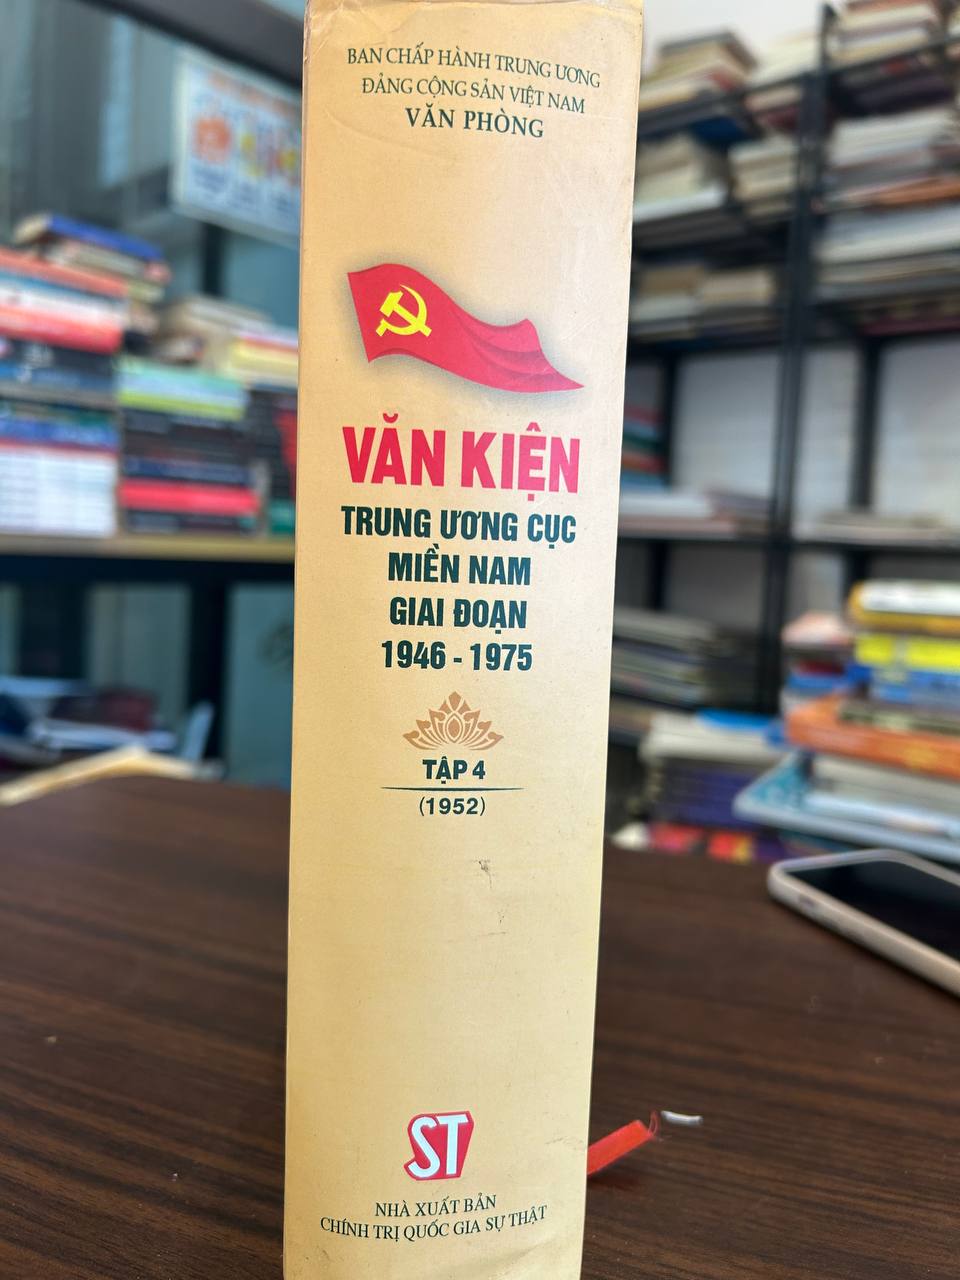 BAN CHẤP HÀNH TRUNG ƯƠNG
ĐẢNG CỘNG SẢN VIỆT NAM
VĂN PHÒNG
VĂN KIỆN
TRUNG ƯƠNG CỤC
MIỀN NAM
GIAI ĐOẠN
1946 - 1975
TẬP 4
(1952)
ST
NHÀ XUẤT BẢN
CHÍNH TRỊ QUỐC GIA SỰ THẬT